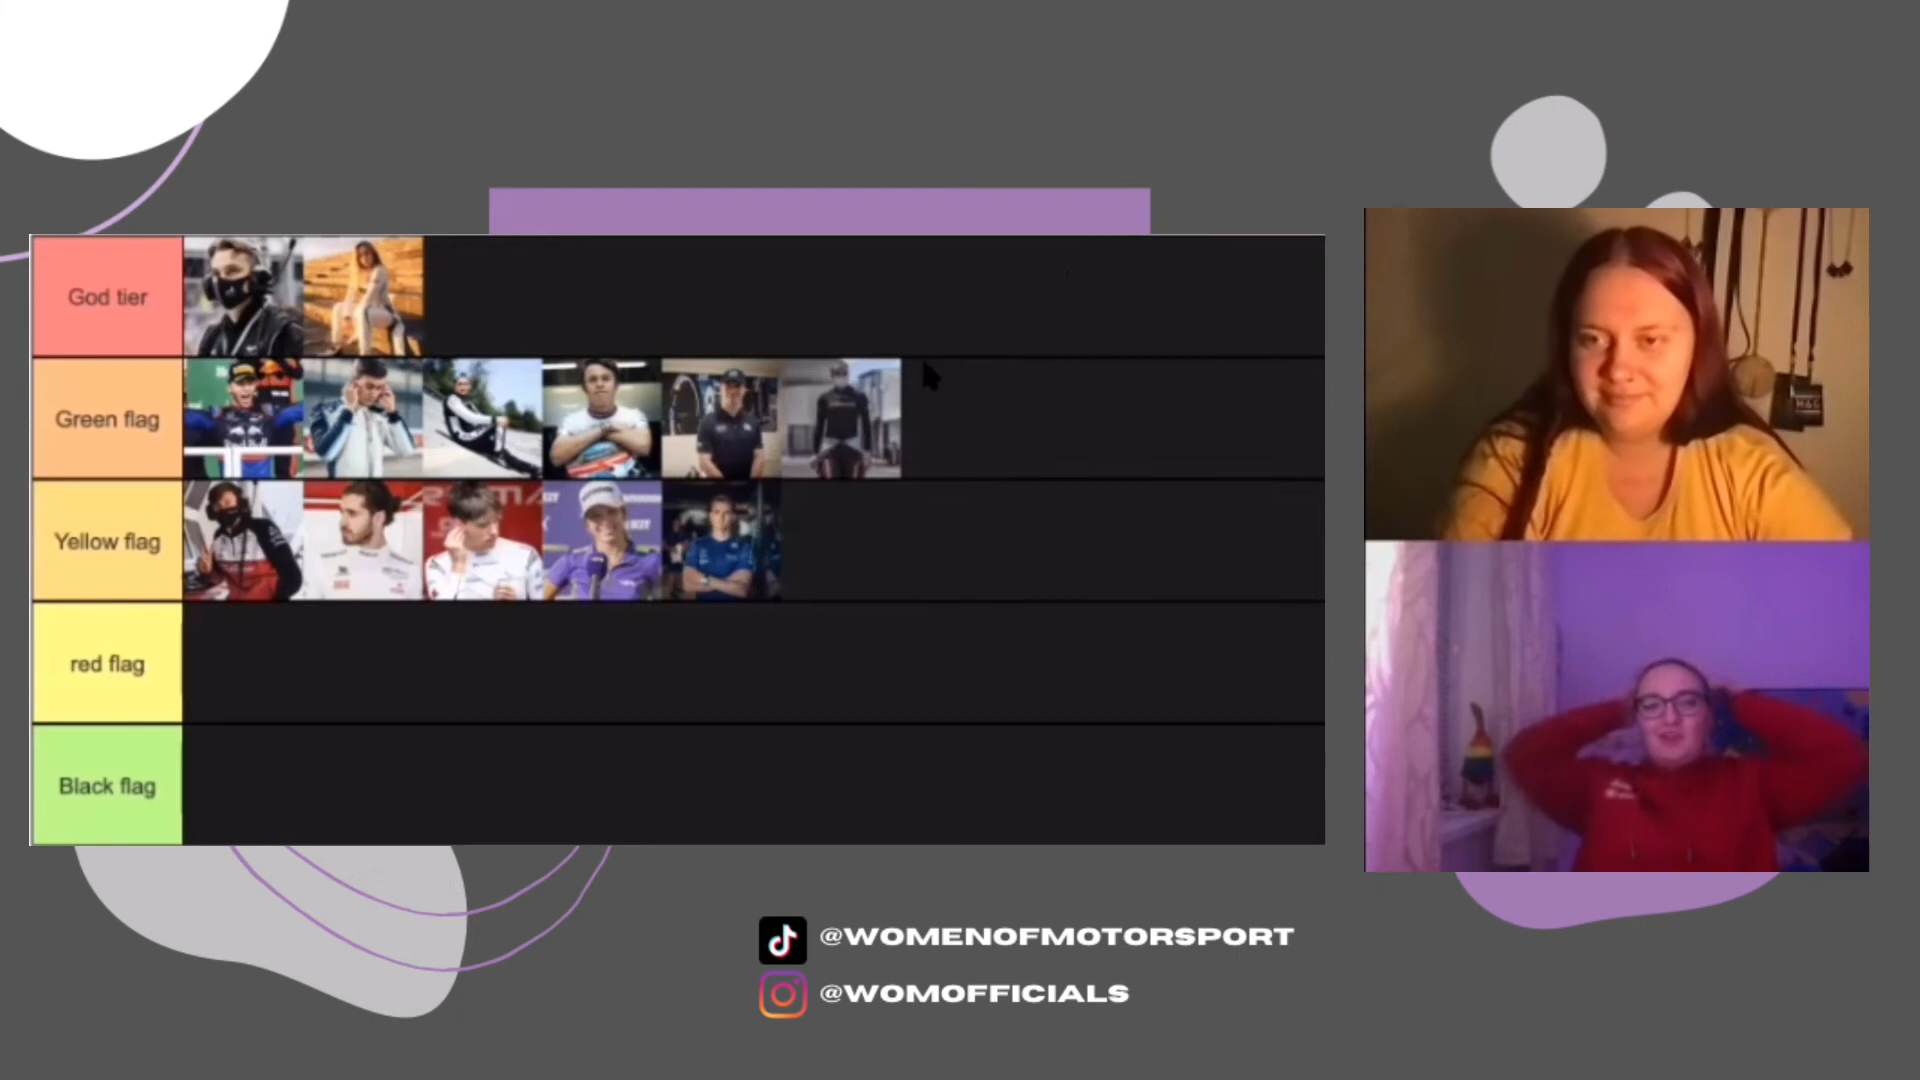 God tier
Green flag
Yellow flag
red flag
Black flag
@WOMENOFMOTORSPORT
@WOMOFFICIALS